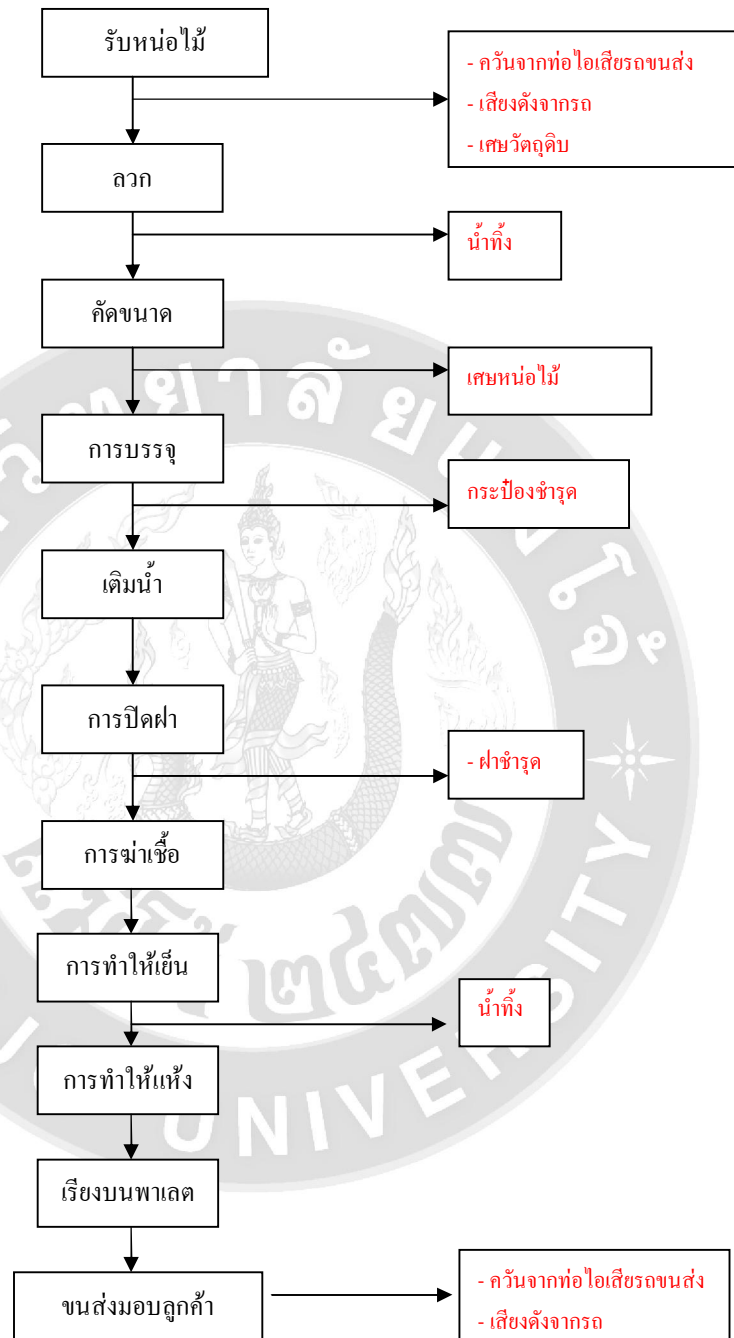 รับหน่อไม้
- ควันจากท่อไอเสียรถขนส่ง
- เสียงดังจากรถ
- เศษวัตถุดิบ
ลวก
น้ำทิ้ง
คัดขนาด
เศษหน่อไม้
การบรรจุ
กระป๋องชำรุด
เติมน้ำ
การปิดฝา
- ฝาชำรุด
การฆ่าเชื้อ
การทำให้เย็น
น้ำทิ้ง
การทำให้แห้ง
เรียงบนพาเลต
ขนส่งมอบลูกค้า
- ควันจากท่อไอเสียรถขนส่ง
- เสียงดังจากรถ
UNIVERSITY